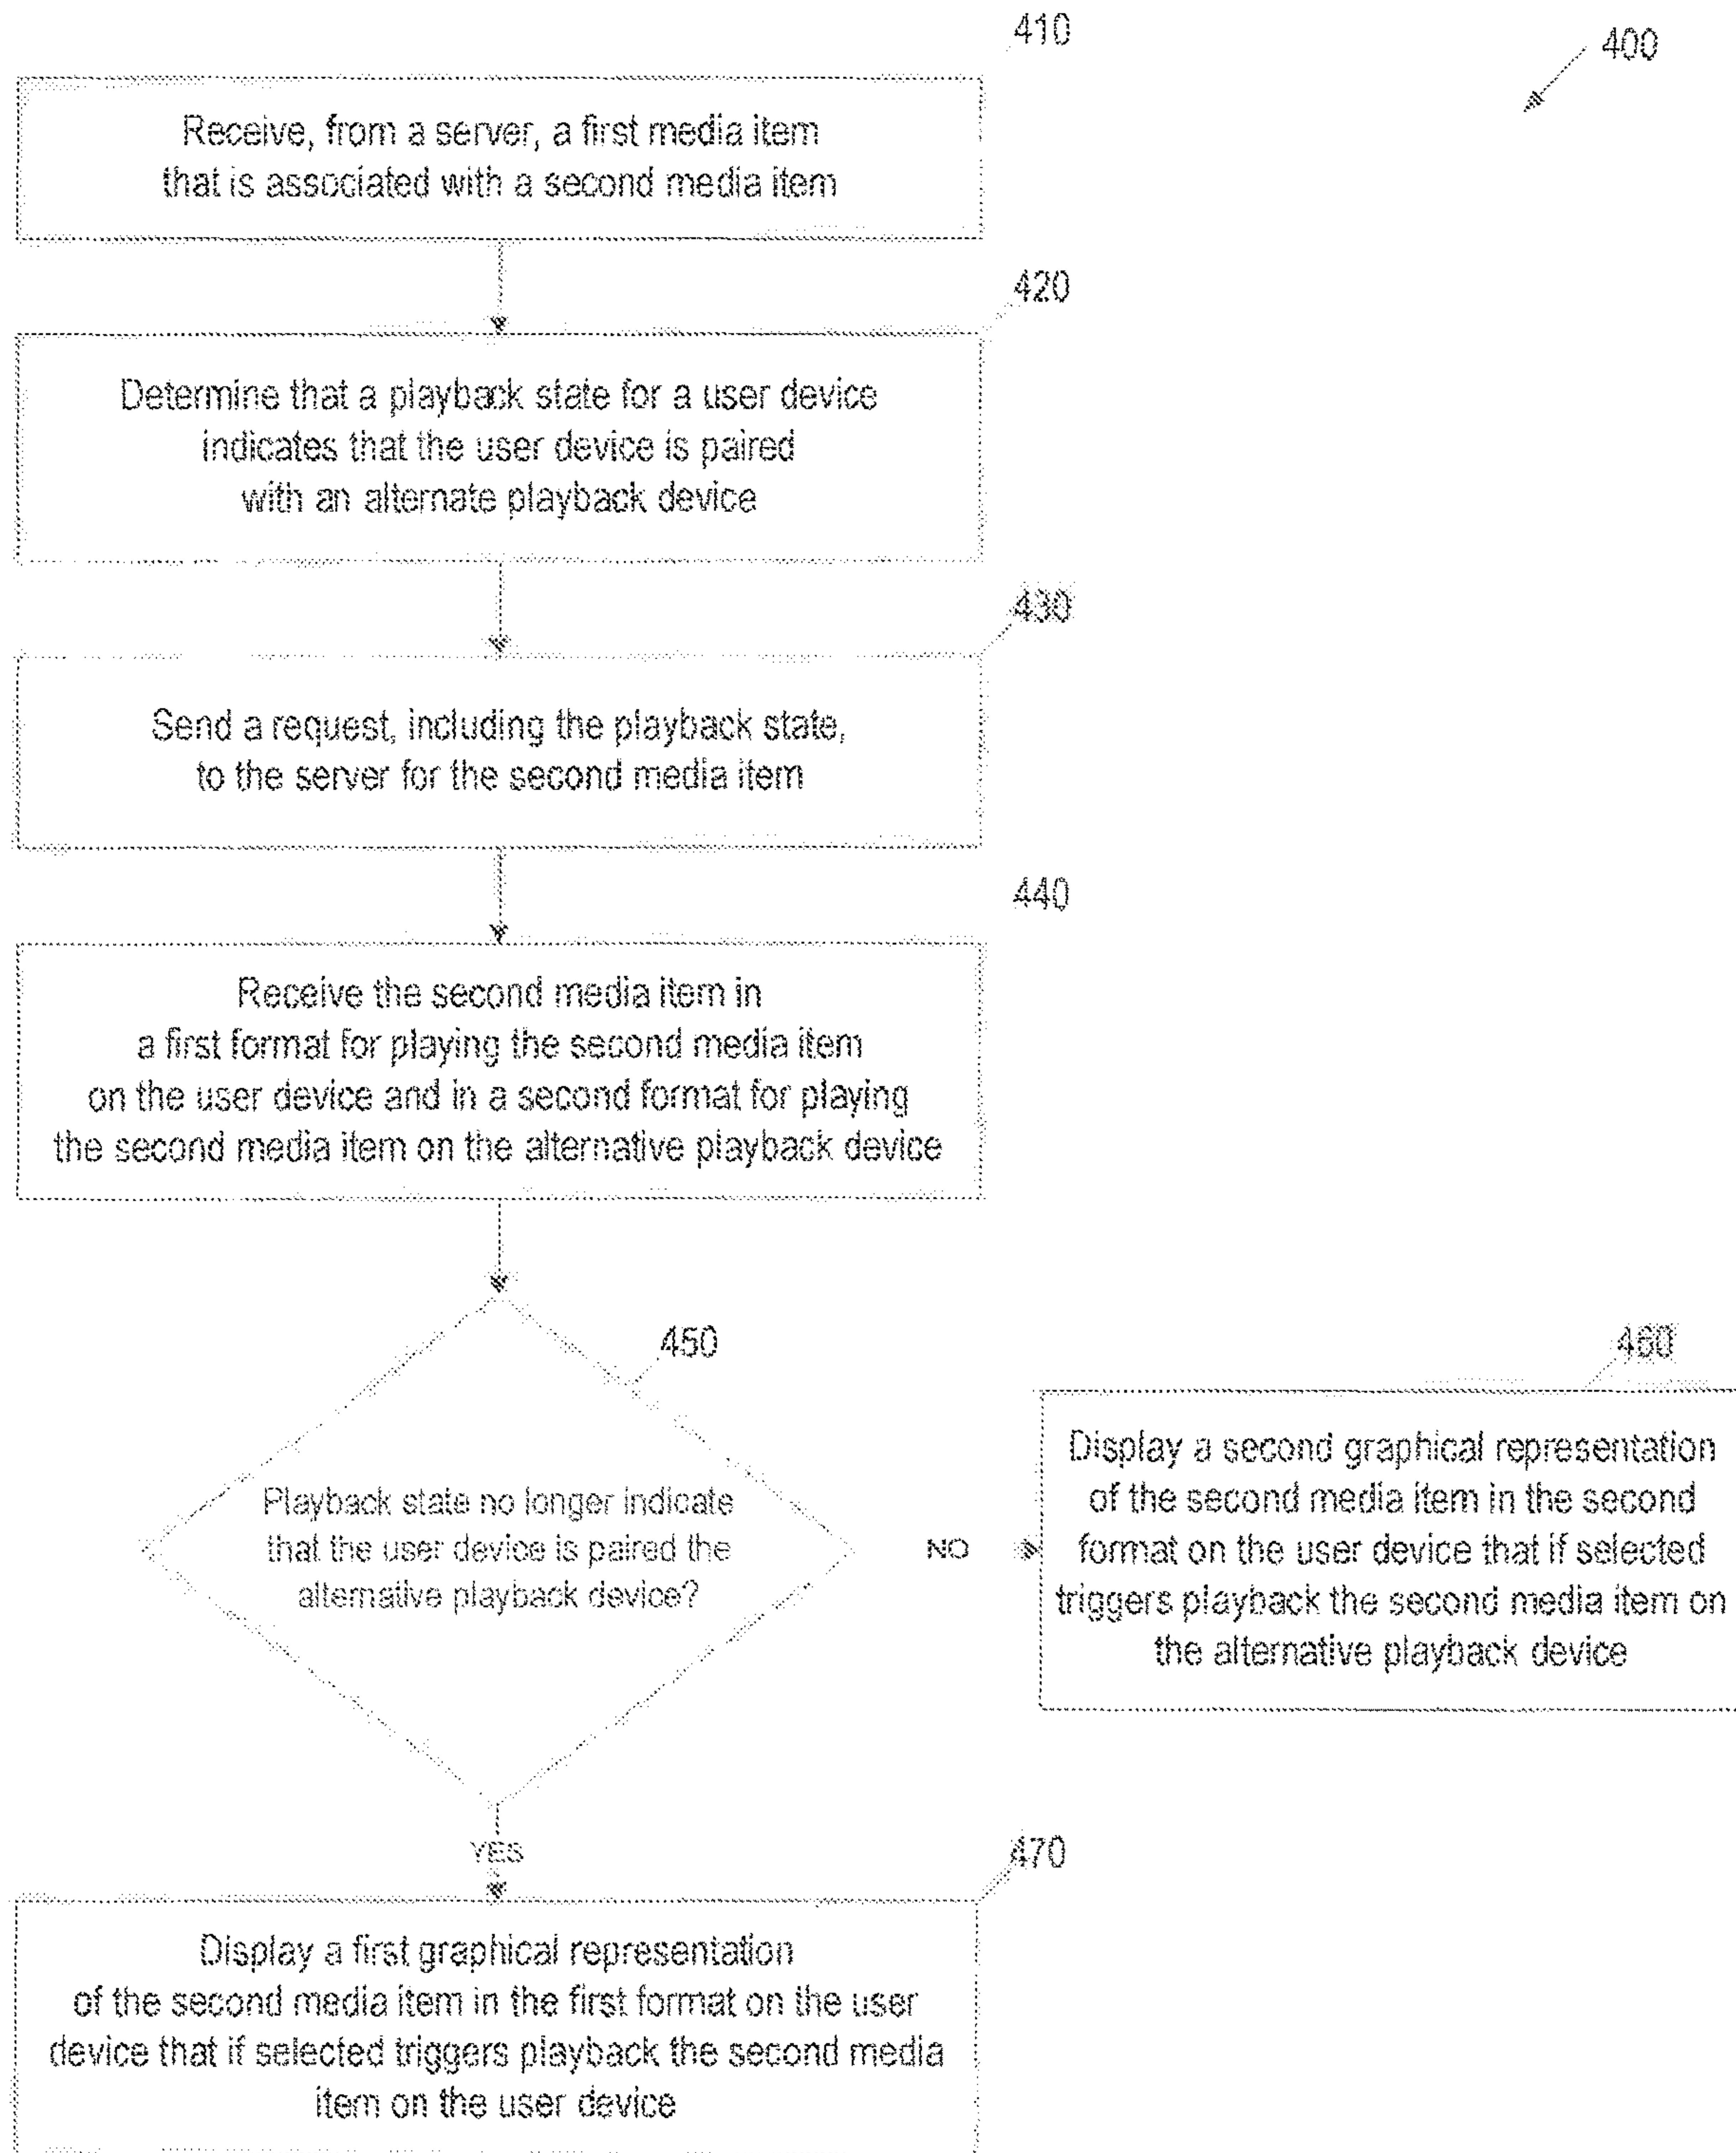 410
400
Receive, from a server, a first media item
that is associated with a second media item
420
Determine that a playback state for a user device
indicates that the user device is paired
with an alternate playback device
430
Send a request, including the playback state,
to the server for the second media item
440
Receive the second media item in
a first format for playing the second media item
on the user device and in a second format for playing
the second media item on the alternative playback device
450
Playback state no longer indicate
that the user device is paired the
alternative playback device?
NO
460
Display a second graphical representation
of the second media item in the second
format on the user device that if selected
triggers playback the second media item on
the alternative playback device
YES
470
Display a first graphical representation
of the second media item in the first format on the user
device that if selected triggers playback the second media
item on the user device